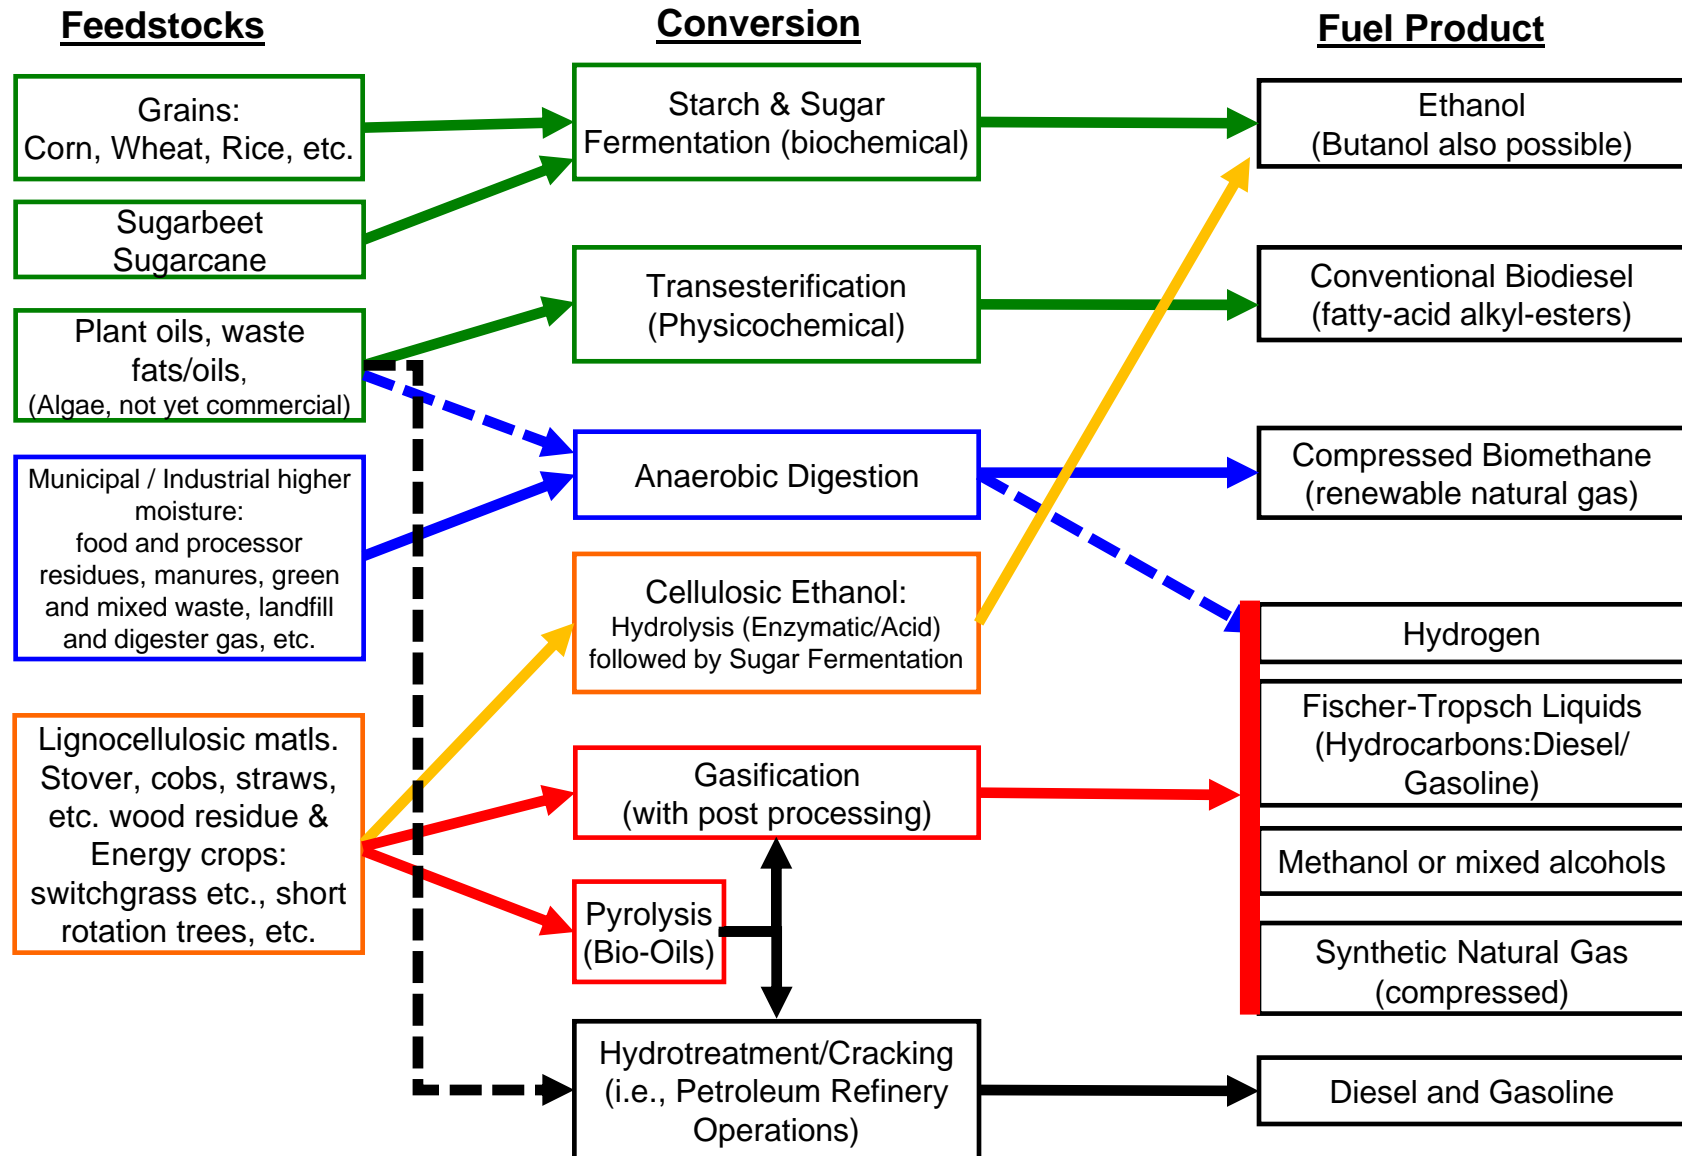 Feedstocks
Conversion
Fuel Product
Grains:
Corn, Wheat, Rice, etc.
Sugarbeet
Sugarcane
Plant oils, waste
fats/oils,
(Algae, not yet commercial)
Municipal / Industrial higher
moisture:
food and processor
residues, manures, green
and mixed waste, landfill
and digester gas, etc.
Lignocellulosic matls.
Stover, cobs, straws,
etc. wood residue &
Energy crops:
switchgrass etc., short
rotation trees, etc.
Starch & Sugar
Fermentation (biochemical)
Transesterification
(Physicochemical)
Anaerobic Digestion
Cellulosic Ethanol:
Hydrolysis (Enzymatic/Acid)
followed by Sugar Fermentation
Gasification
(with post processing)
Pyrolysis
(Bio-Oils)
Hydrotreatment/Cracking
(i.e., Petroleum Refinery
Operations)
Ethanol
(Butanol also possible)
Conventional Biodiesel
(fatty-acid alkyl-esters)
Compressed Biomethane
(renewable natural gas)
Hydrogen
Fischer-Tropsch Liquids
(Hydrocarbons:Diesel/
Gasoline)
Methanol or mixed alcohols
Synthetic Natural Gas
(compressed)
Diesel and Gasoline